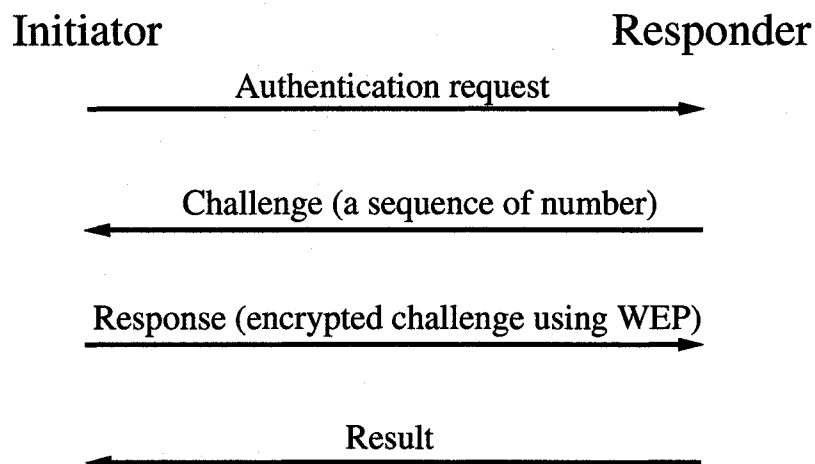 Initiator
Responder
Authentication request
Challenge (a sequence of number)
Response (encrypted challenge using WEP)
Result